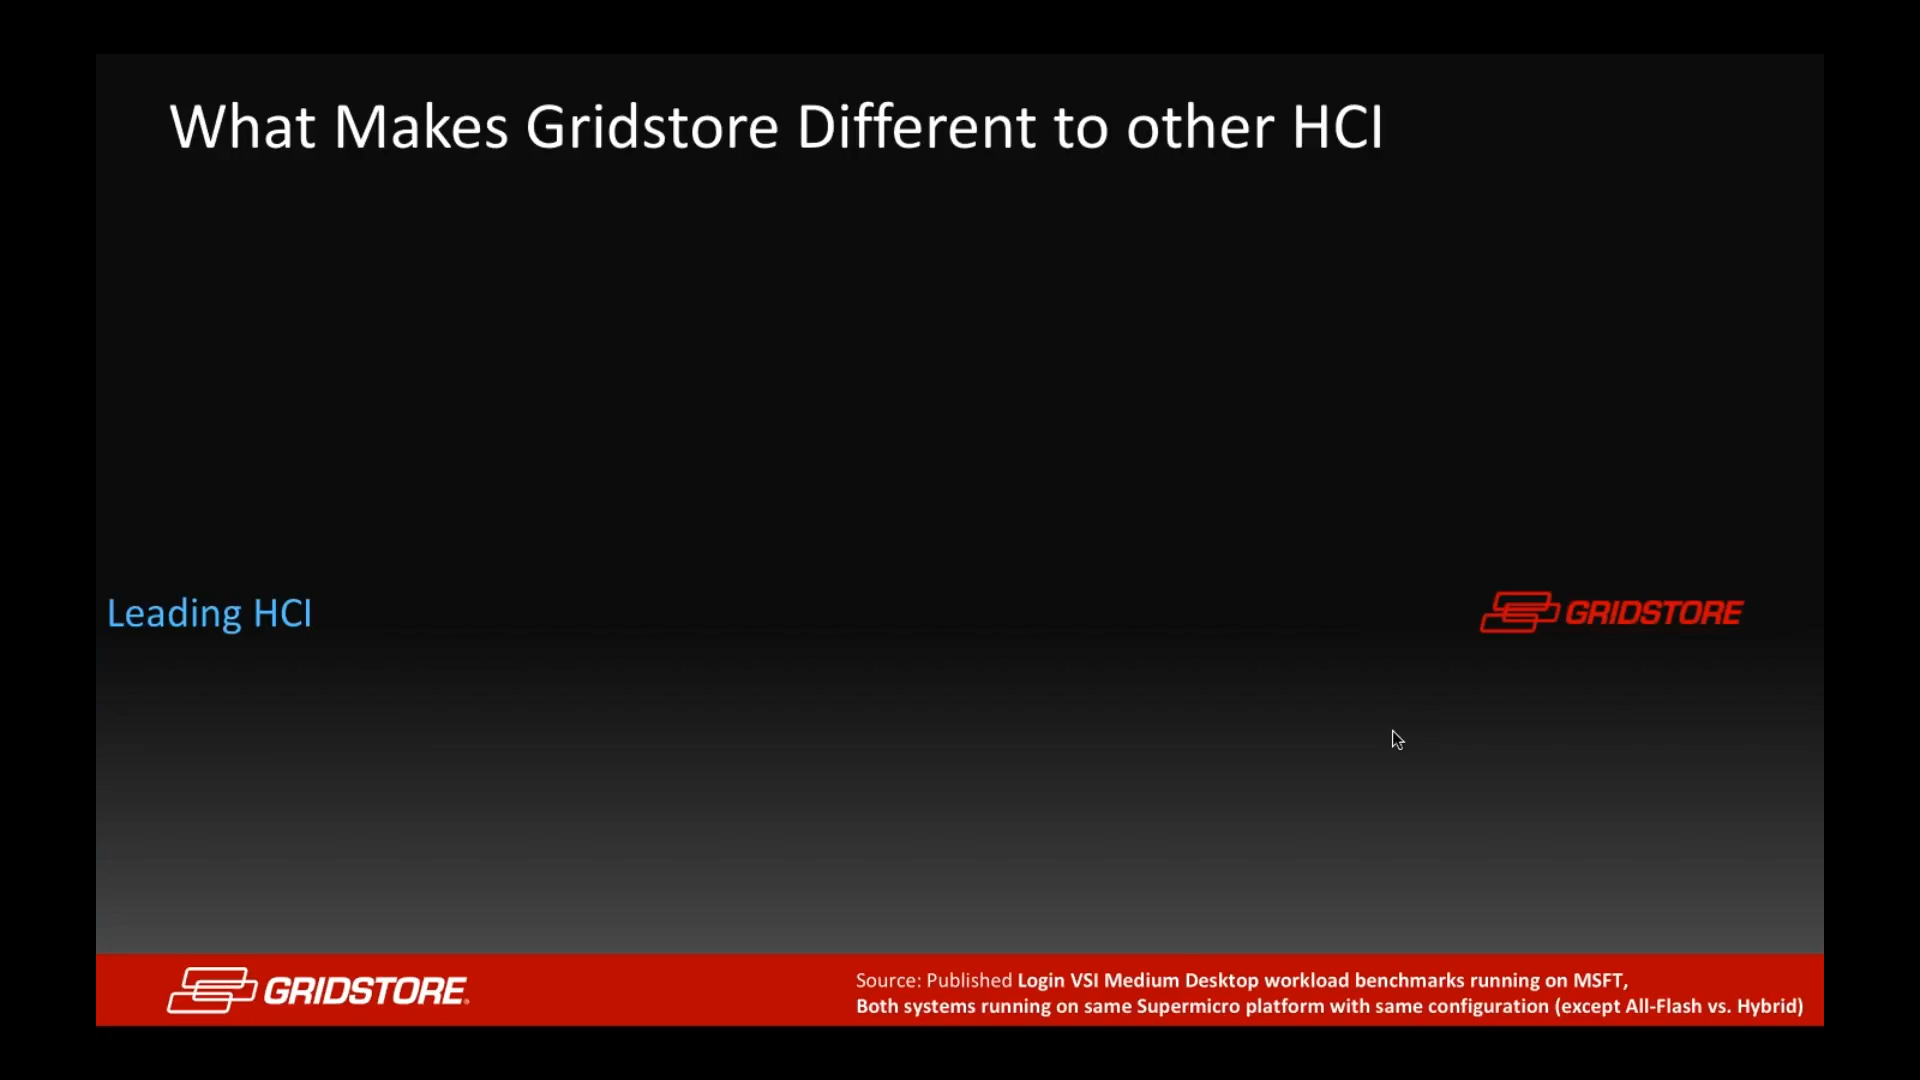 What Makes Gridstore Different to other HCI
Leading HCI
GRIDSTORE
GRIDSTORE®
Source: Published Login VSI Medium Desktop workload benchmarks running on MSFT,
Both systems running on same Supermicro platform with same configuration (except All-Flash vs. Hybrid)